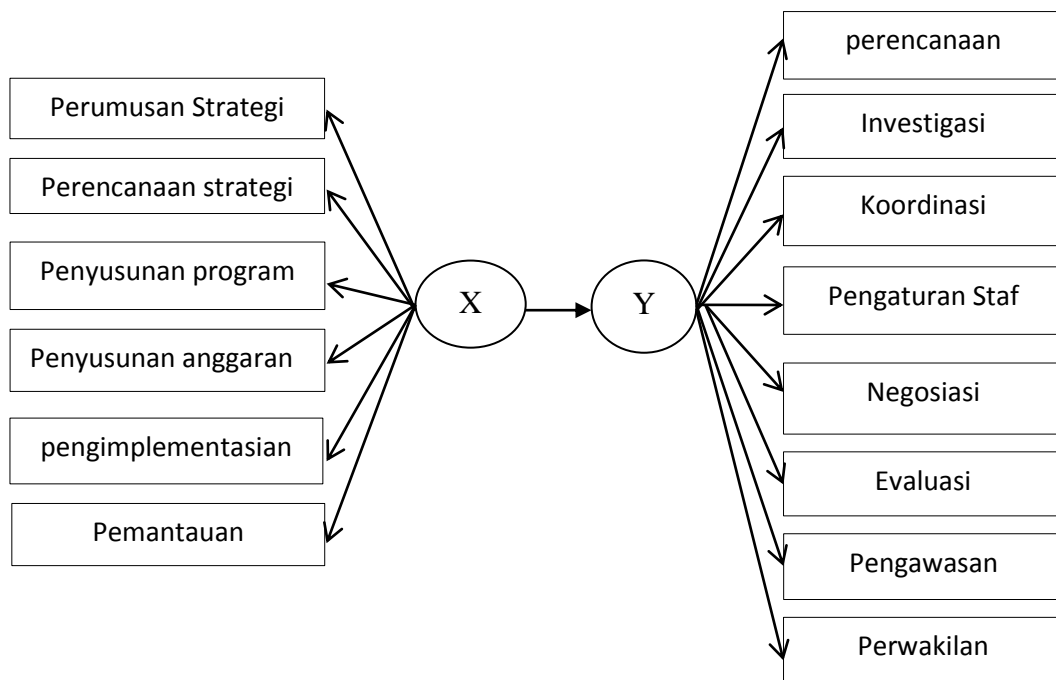 Perumusan Strategi
Perencanaan strategi
Penyusunan program
Penyusunan anggaran
pengimplementasian
Pemantauan
X
Y
perencanaan
Investigasi
Koordinasi
Pengaturan Staf
Negosiasi
Evaluasi
Pengawasan
Perwakilan